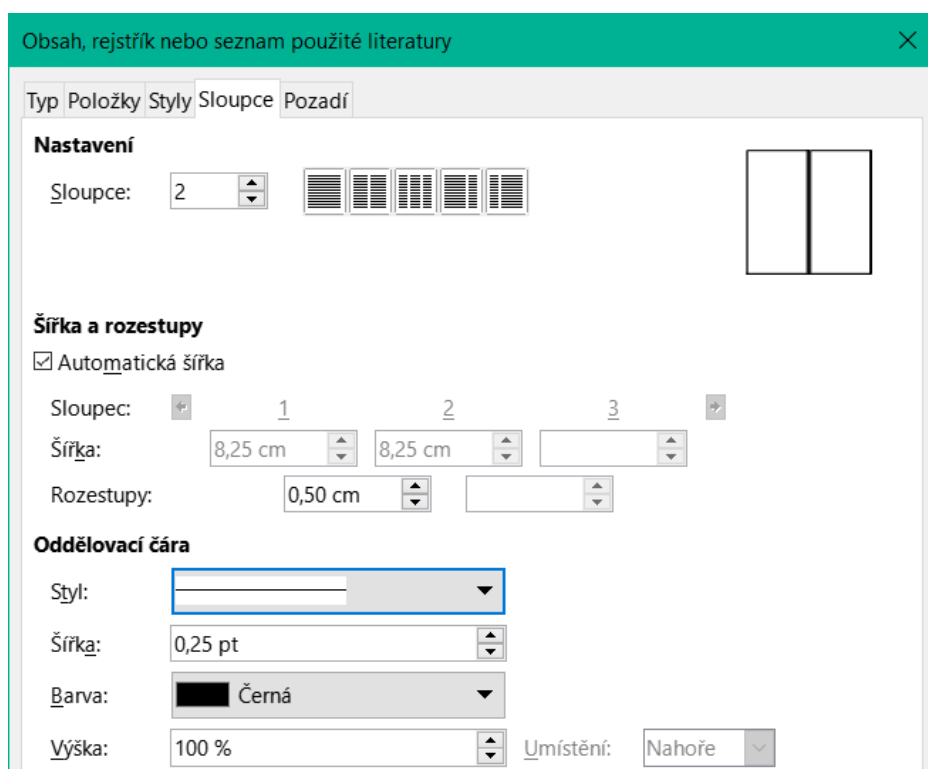 Obsah, rejstřík nebo seznam použité literatury
Typ Položky Styly Sloupce Pozadí
Nastavení
Sloupce: 2
Šířka a rozestupy
Automatická šířka
Sloupec: 1 2 3
Šířka: 8,25 cm 8,25 cm
Rozestupy: 0,50 cm
Oddělovací čára
Styl:
Šířka: 0,25 pt
Barva: Černá
Výška: 100 % Umístění: Nahoře